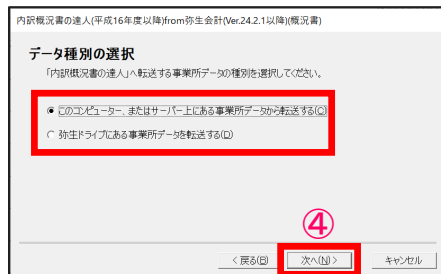 内訳概況書の達人(平成16年度以降)from弥生会計(Ver.24.2.1以降)(概況書)
データ種別の選択
「内訳概況書の達人」へ転送する事業所データの種別を選択してください。
このコンピューター、またはサーバー上にある事業所データから転送する(C)
弥生ドライブにある事業所データを転送する(D)
④
< 戻る(B)
次へ(N) >
キャンセル